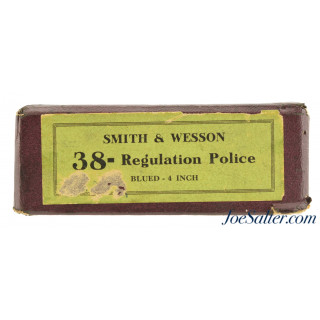 SMITH & WESSON
38- Regulation Police
BLUED - 4 INCH
JoeSalter.com